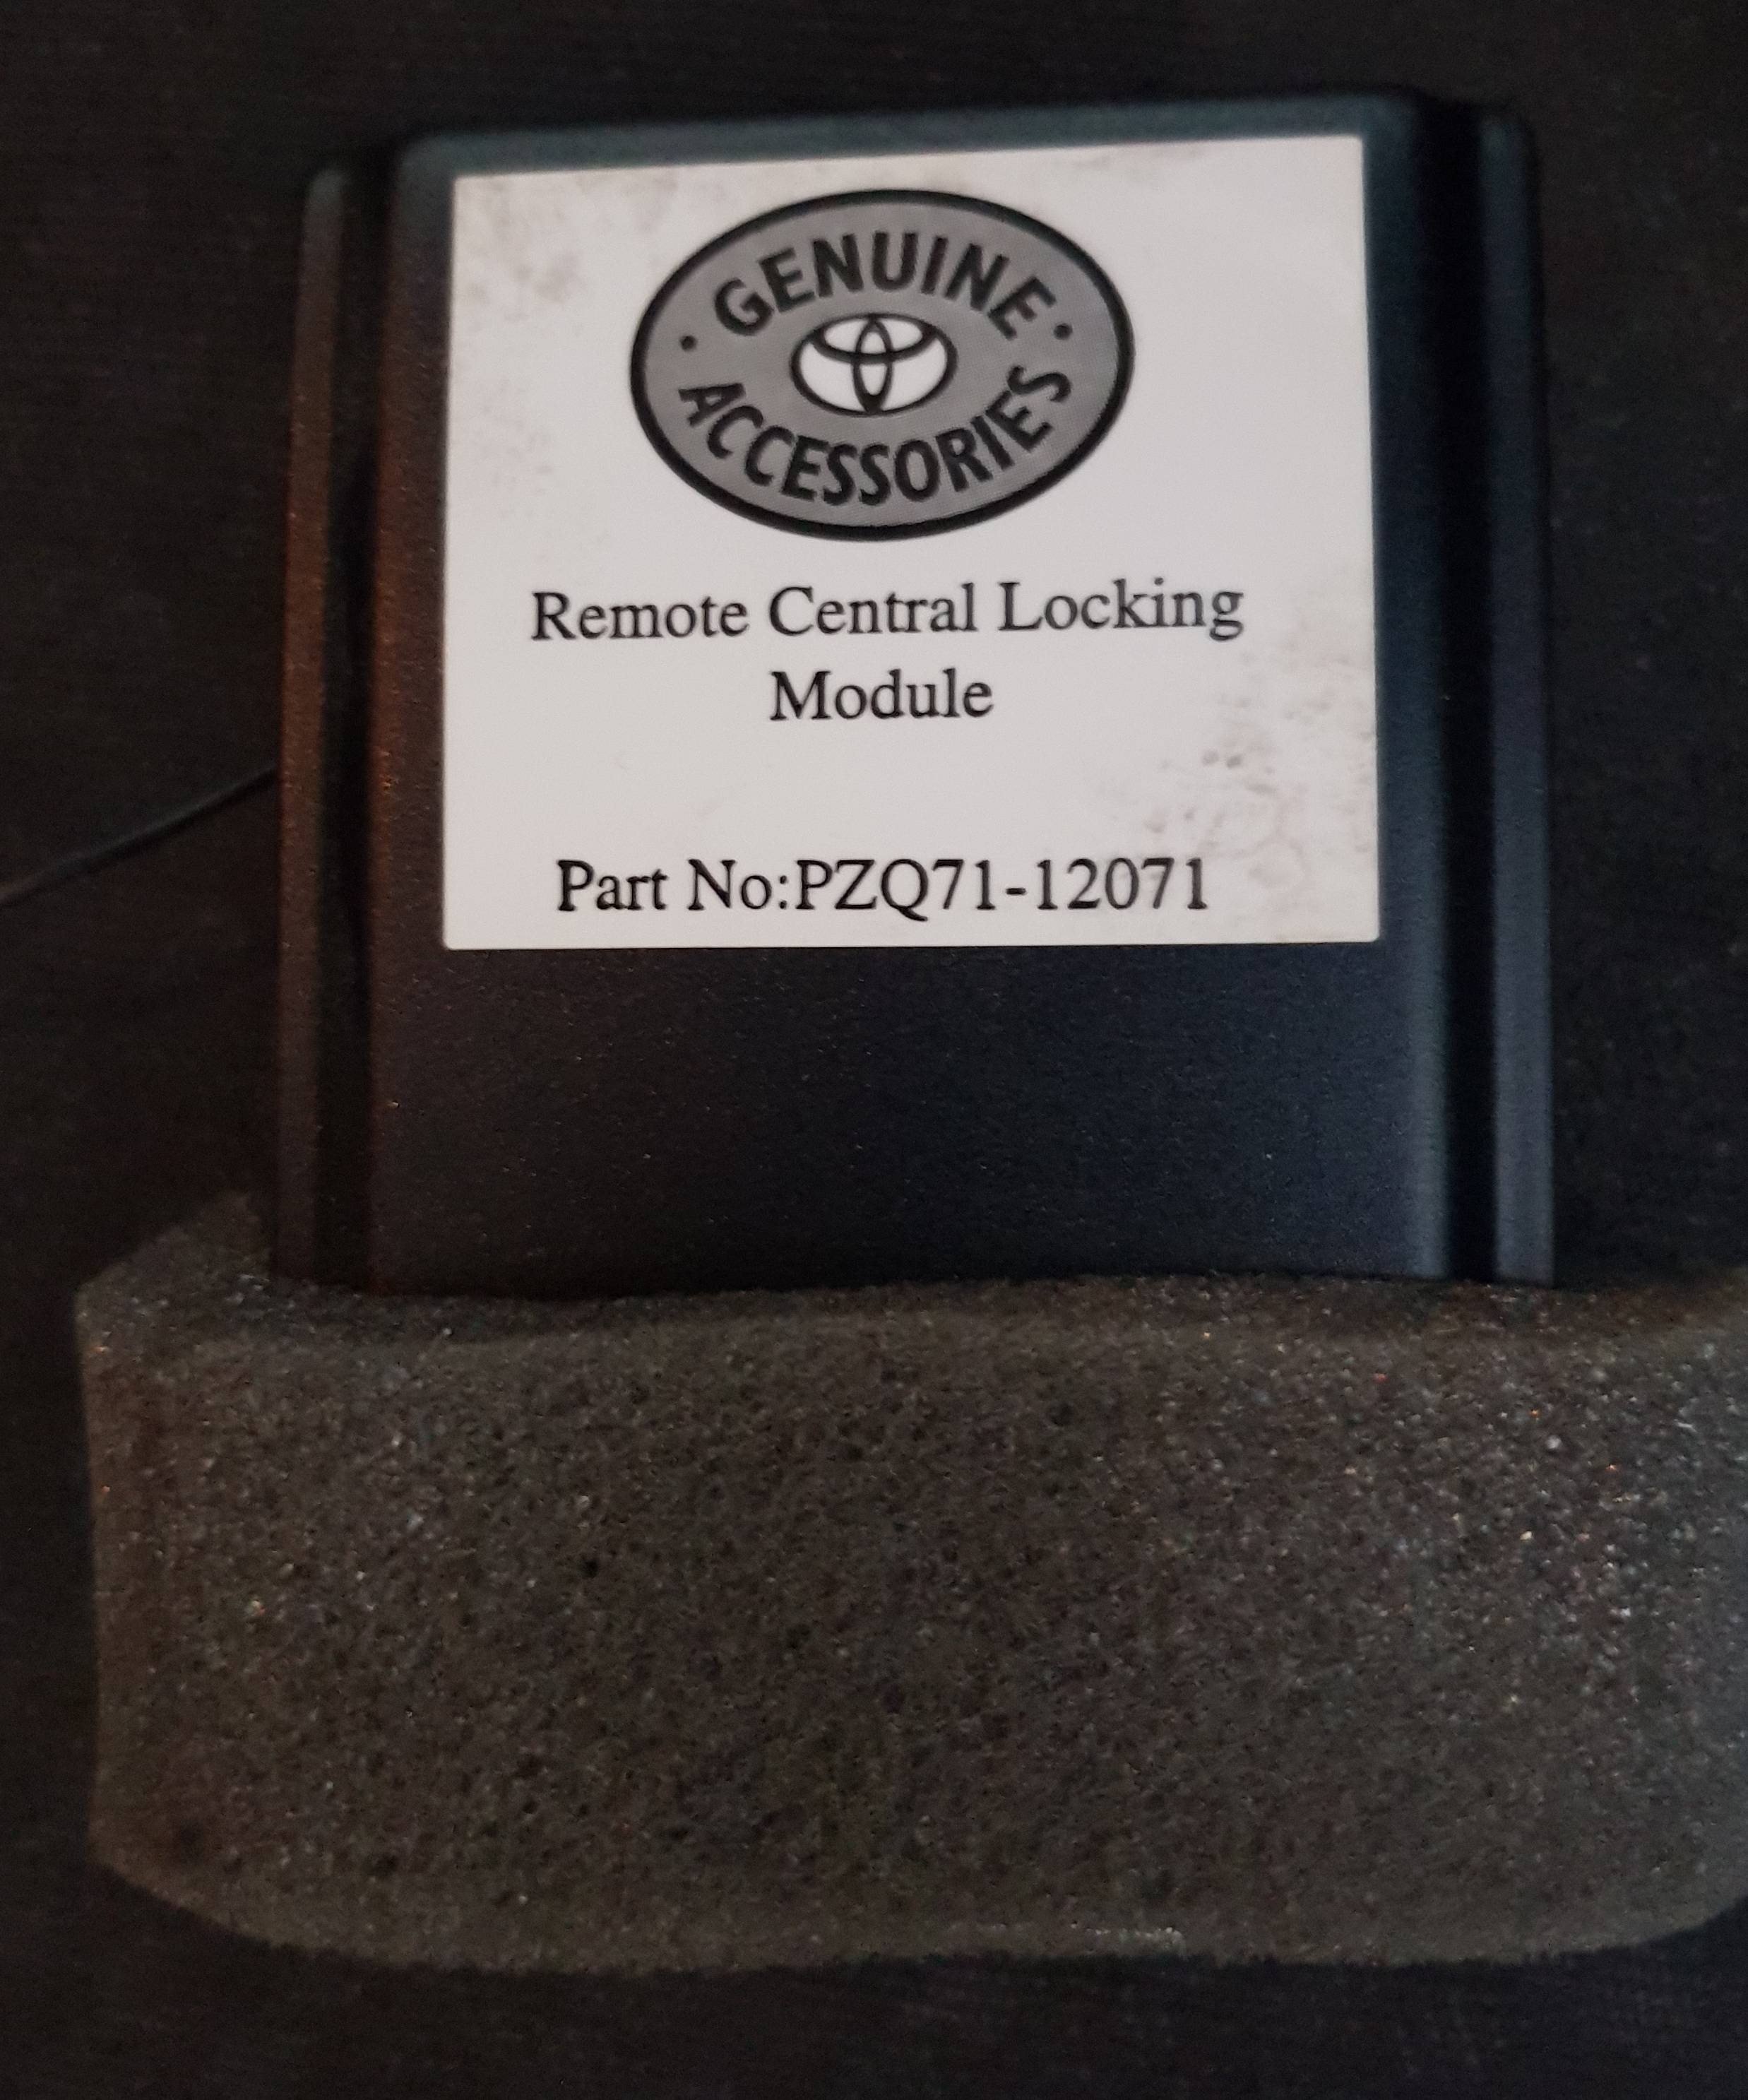 · GENUINE ·
ACCESSORIES
Remote Central Locking
Module
Part No:PZQ71-12071